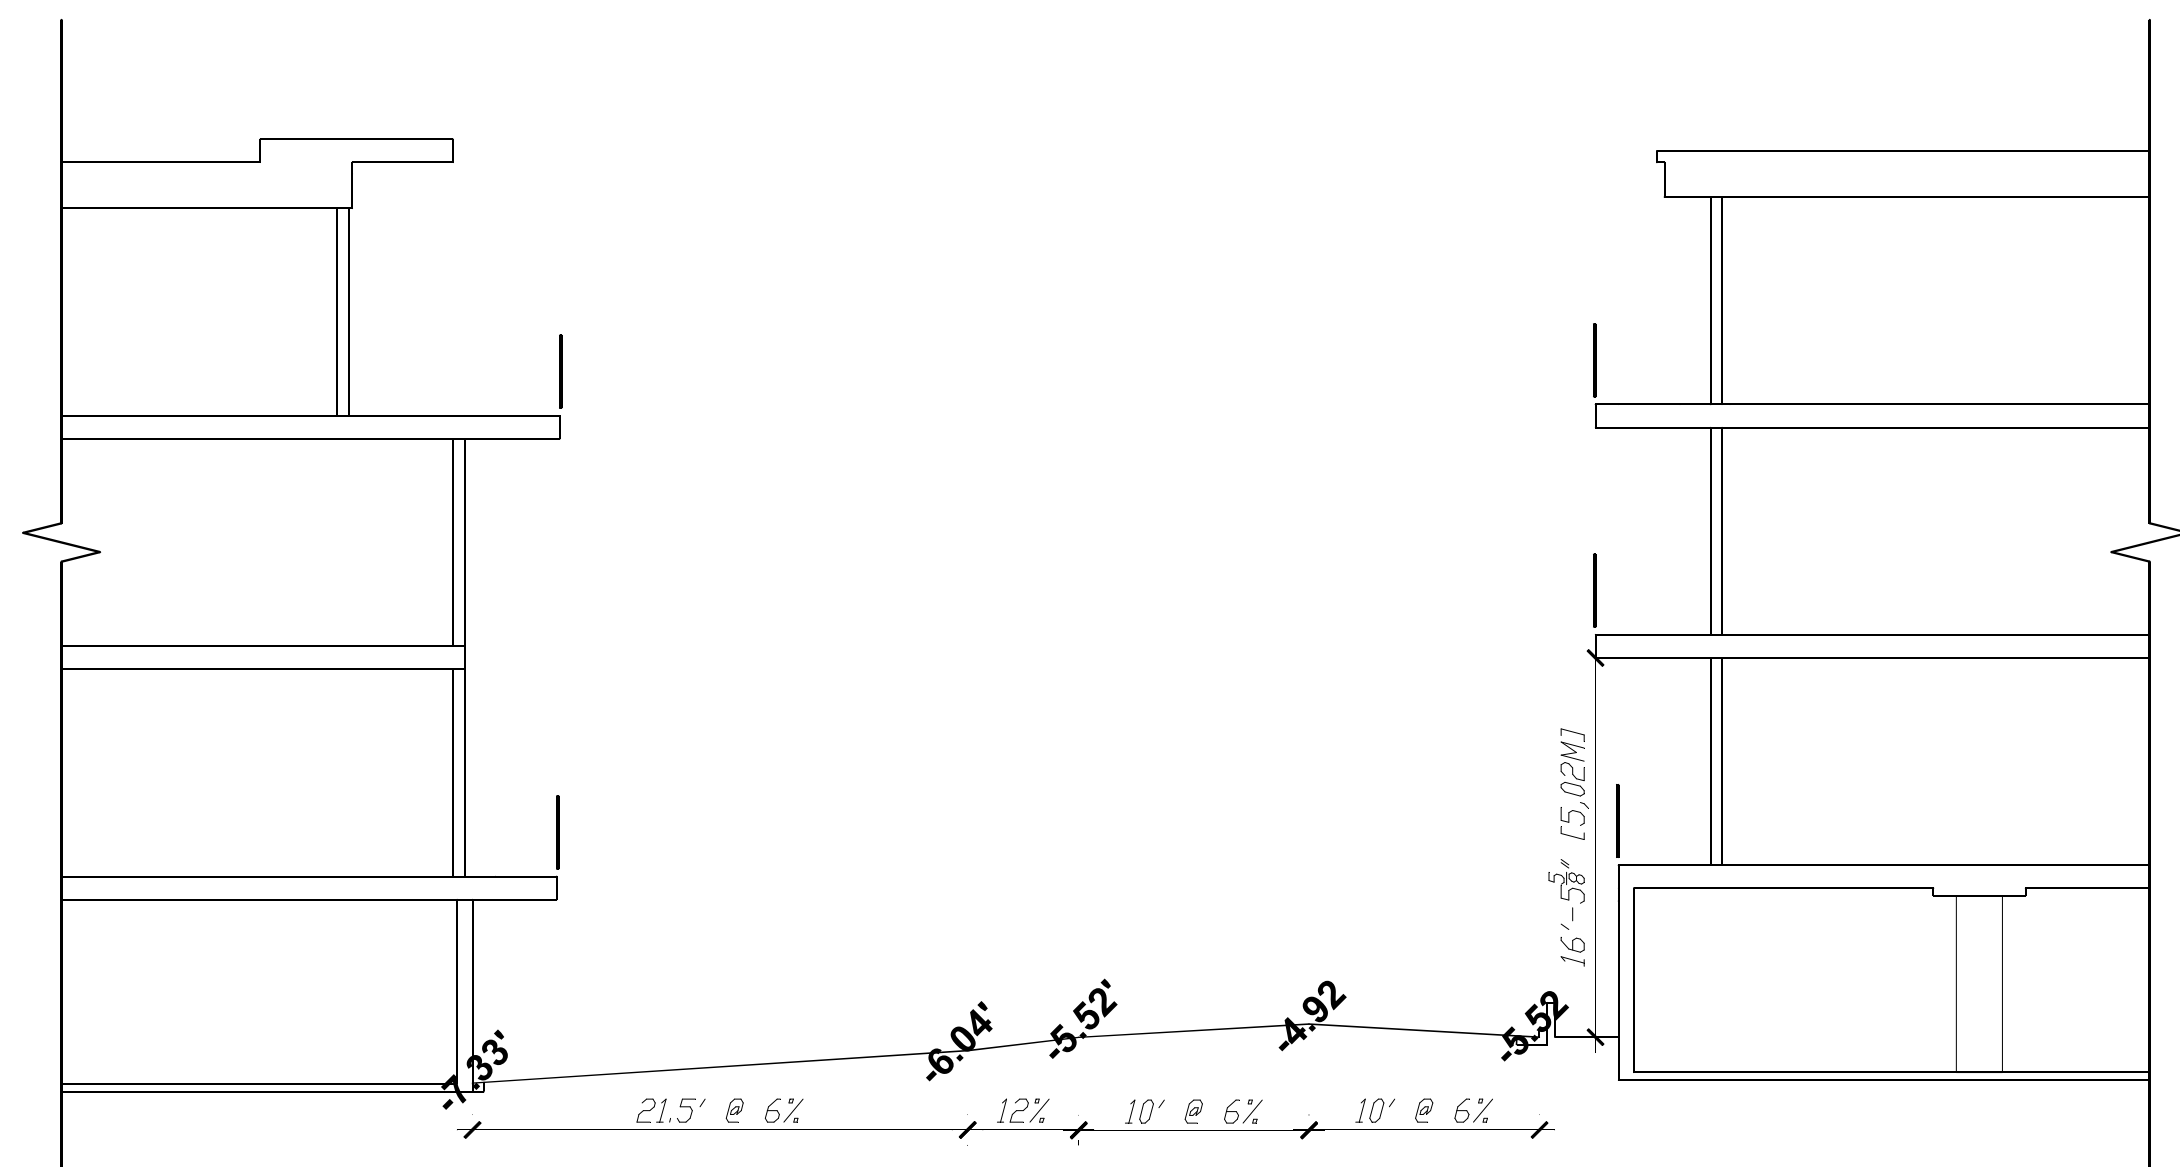 16'-5⅝" [5,02M]
-4.92
-5.52'
-5.52
-6.04'
-7.33'
21.5' @ 6%
12%
10' @ 6%
10' @ 6%